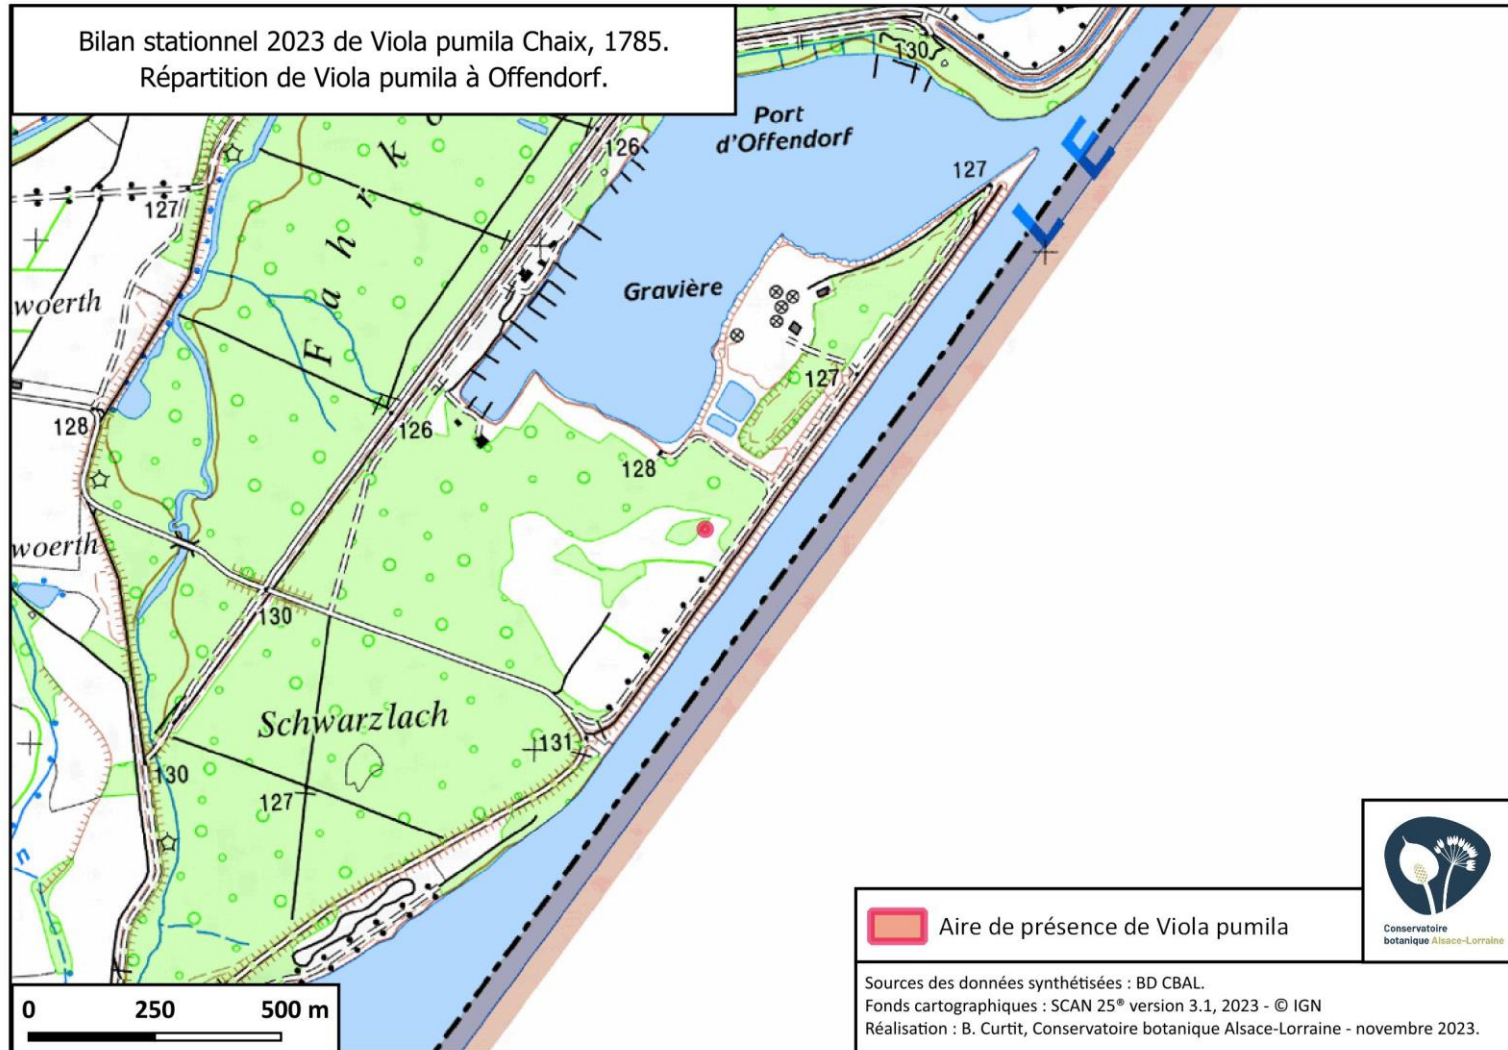 Bilan stationnel 2023 de Viola pumila Chaix, 1785.
Répartition de Viola pumila à Offendorf.
130
Port
d'Offendorf
126
127
127
L E
woerth
Gravière
Fahrk
127
128
126
128
woerth
130
Schwarzlach
131
130
127
n
Aire de présence de Viola pumila
Conservatoire
botanique Alsace-Lorraine
Sources des données synthétisées : BD CBAL.
Fonds cartographiques : SCAN 25® version 3.1, 2023 - © IGN
Réalisation : B. Curtit, Conservatoire botanique Alsace-Lorraine - novembre 2023.
0 250 500 m